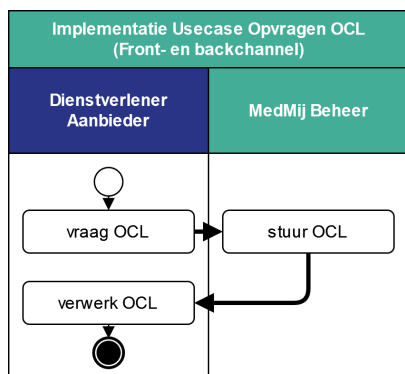 Implementatie Usecase Opvragen OCL
(Front- en backchannel)
Dienstverlener
Aanbieder
MedMij Beheer
vraag OCL
stuur OCL
verwerk OCL